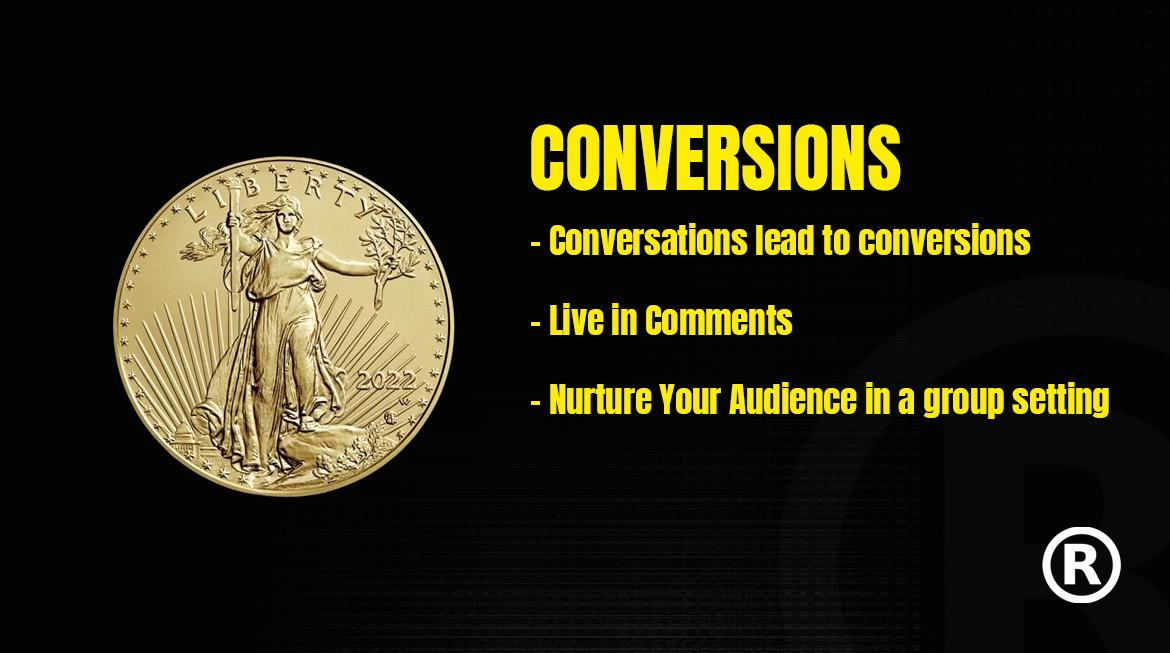 LIBERTY
2022
W
CONVERSIONS
- Conversations lead to conversions
- Live in Comments
- Nurture Your Audience in a group setting
®